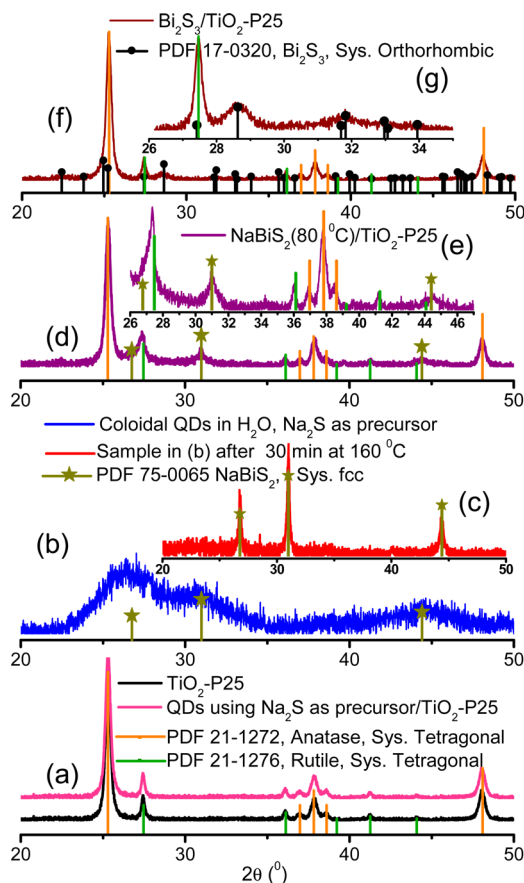 Bi₂S₃/TiO₂-P25
PDF 17-0320, Bi₂S₃, Sys. Orthorhombic
(g)
(f)
26 28 30 32 34
20 30 40 50
NaBiS₂(80 ⁰C)/TiO₂-P25
(e)
26 28 30 32 34 36 38 40 42 44 46
(d)
20 30 40 50
Coloidal QDs in H₂O, Na₂S as precursor
Sample in (b) after 30 min at 160 ⁰C
PDF 75-0065 NaBiS₂, Sys. fcc
(c)
(b)
20 25 30 35 40 45 50
20 30 40 50
TiO₂-P25
QDs using Na₂S as precursor/TiO₂-P25
PDF 21-1272, Anatase, Sys. Tetragonal
PDF 21-1276, Rutile, Sys. Tetragonal
(a)
20 30 40 50
2θ (⁰)